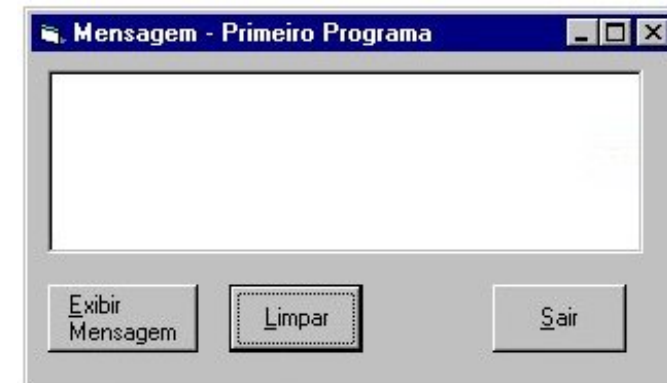 Mensagem - Primeiro Programa
Exibir
Mensagem
Limpar
Sair